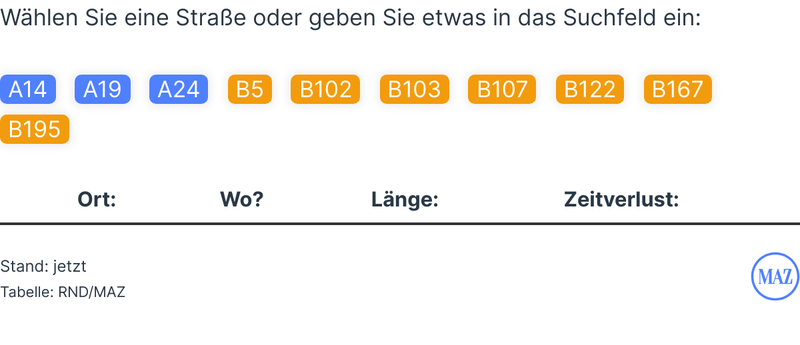 Wählen Sie eine Straße oder geben Sie etwas in das Suchfeld ein:
A14 A19 A24 B5 B102 B103 B107 B122 B167
B195
Ort: Wo? Länge: Zeitverlust:
Stand: jetzt
MAZ
Tabelle: RND/MAZ